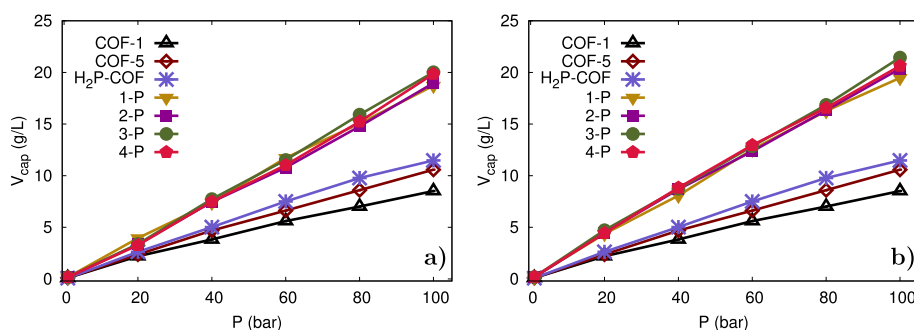 25
20
15
10
5
0
V_cap (g/L)
COF-1
COF-5
H₂P-COF
1-P
2-P
3-P
4-P
a)
0 20 40 60 80 100
P (bar)
25
20
15
10
5
0
V_cap (g/L)
COF-1
COF-5
H₂P-COF
1-P
2-P
3-P
4-P
b)
0 20 40 60 80 100
P (bar)